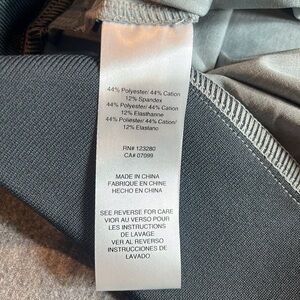 44% Polyester/ 44% Cation
12% Spandex
44% Polyester/ 44% Cation
12% Elasthanne
44% Poliester/ 44% Cation/
12% Elastano
RN# 123280
CA# 07099
MADE IN CHINA
FABRIQUE EN CHINE
HECHO EN CHINA
SEE REVERSE FOR CARE
VIOR AU VERSO POUR
LES INSTRUCTIONS
DE LAVAGE
VER AL REVERSO
INSTRUCCIONES DE
LAVADO